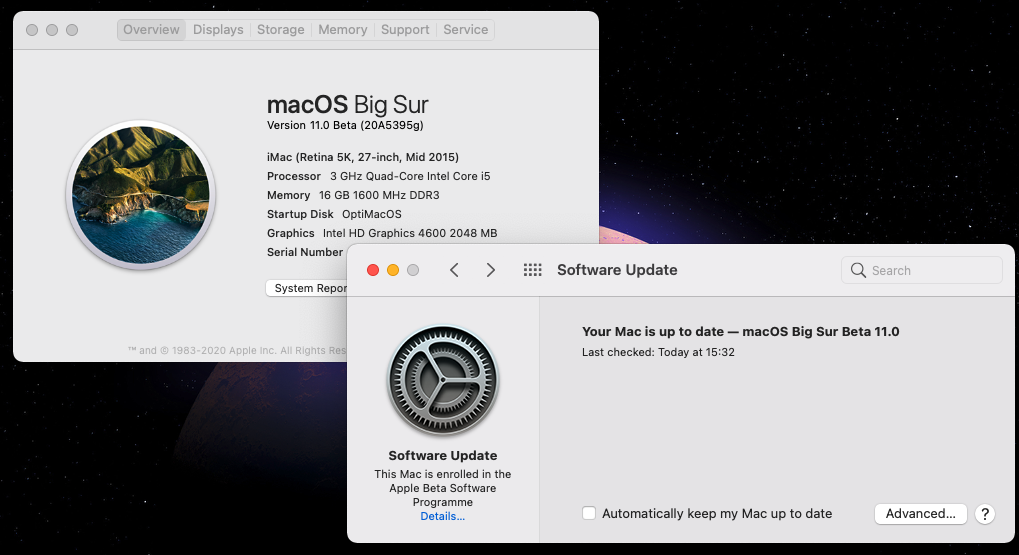 Overview Displays Storage Memory Support Service
macOS Big Sur
Version 11.0 Beta (20A5395g)
iMac (Retina 5K, 27-inch, Mid 2015)
Processor 3 GHz Quad-Core Intel Core i5
Memory 16 GB 1600 MHz DDR3
Startup Disk OptiMacOS
Graphics Intel HD Graphics 4600 2048 MB
Serial Number
System Repor
™ and © 1983-2020 Apple Inc. All Rights Res
Software Update
Search
Software Update
This Mac is enrolled in the
Apple Beta Software
Programme
Details...
Your Mac is up to date — macOS Big Sur Beta 11.0
Last checked: Today at 15:32
Automatically keep my Mac up to date
Advanced...
?